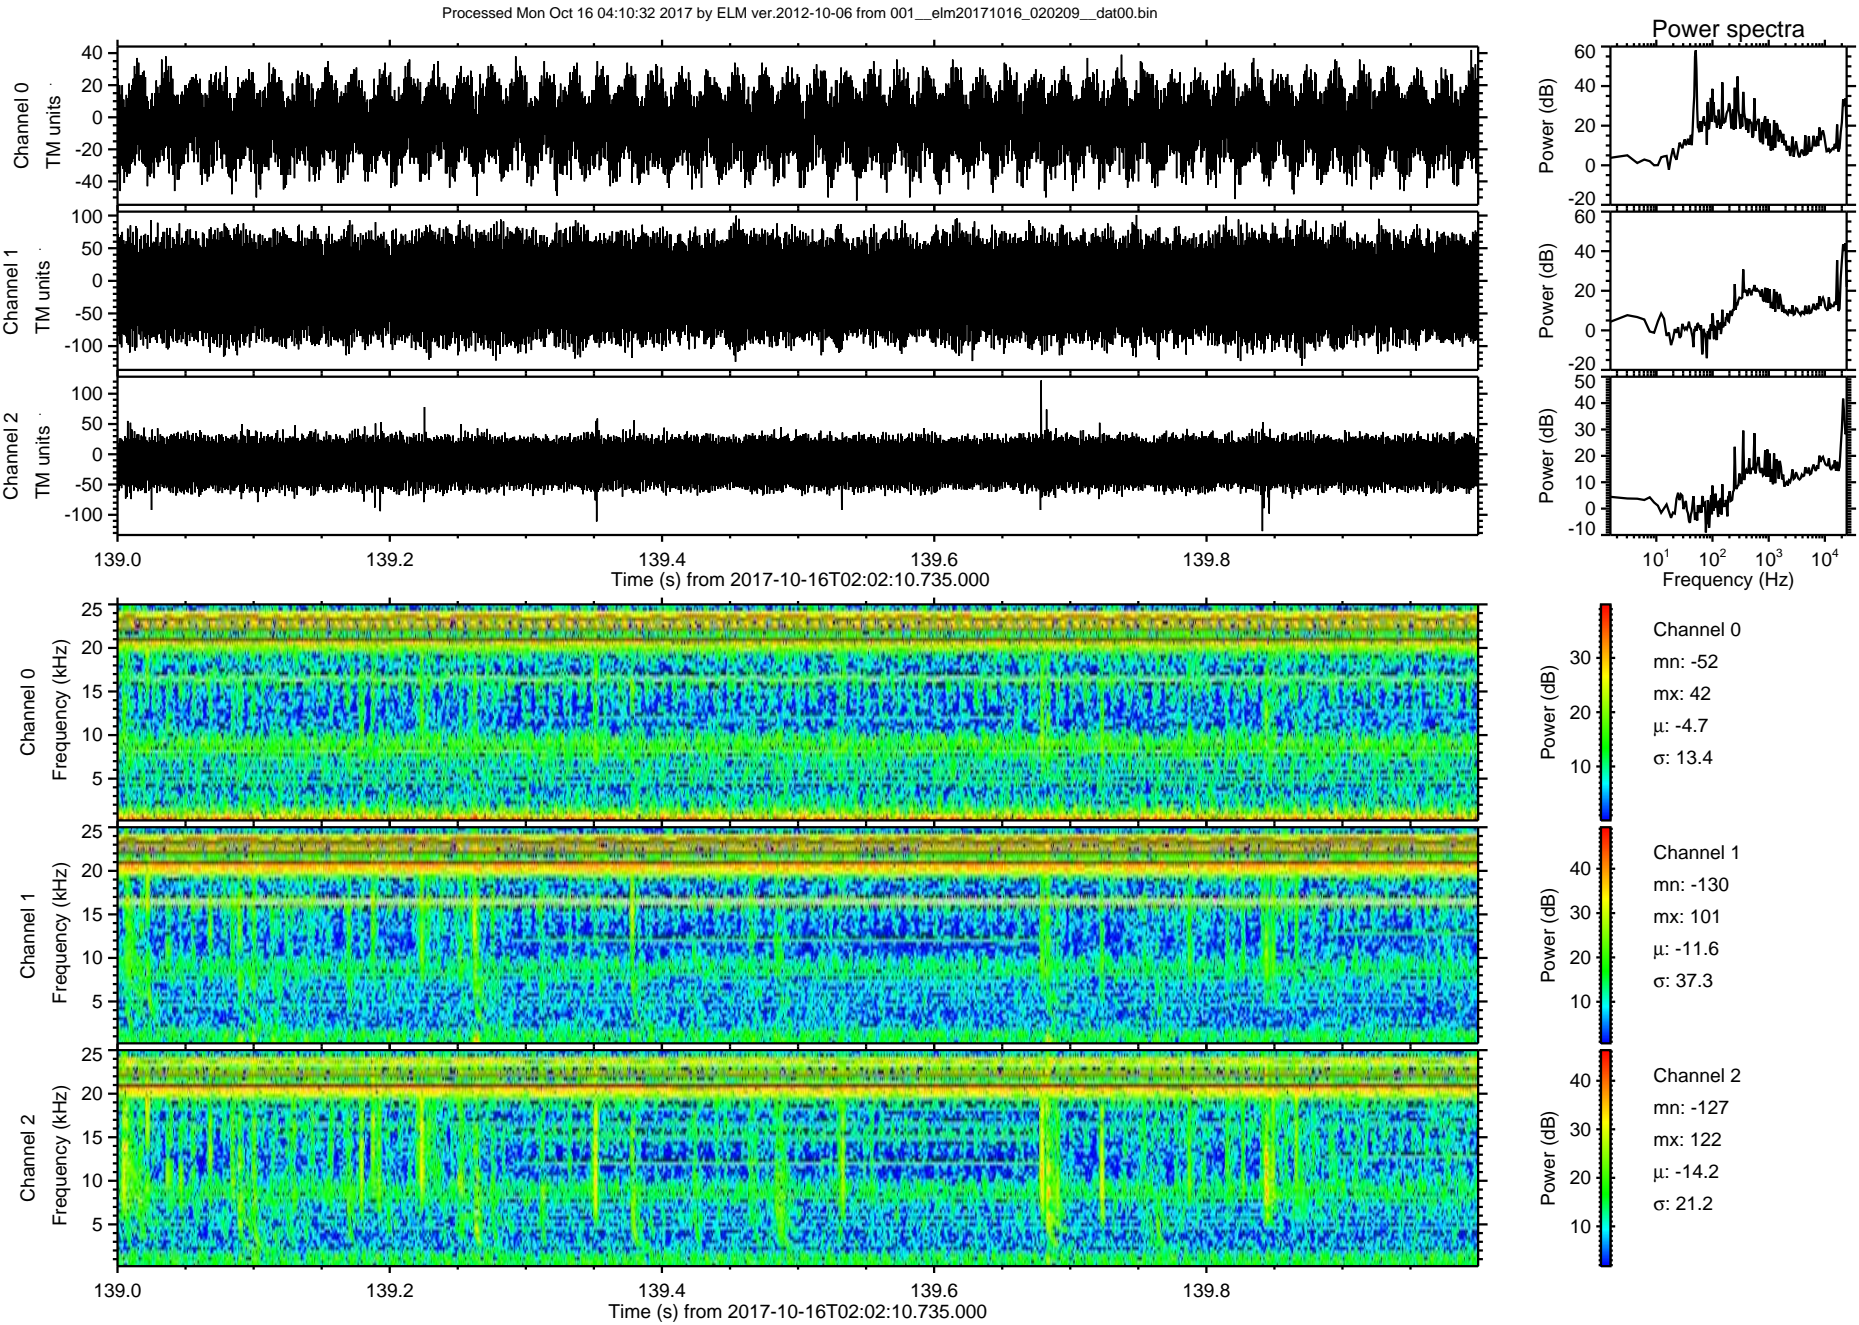 Processed Mon Oct 16 04:10:32 2017 by ELM ver.2012-10-06 from 001__elm20171016_020209__dat00.bin
Power spectra
Channel 0
TM units
40
20
0
-20
-40
Power (dB)
60
40
20
0
-20
Channel 1
TM units
100
50
0
-50
-100
Power (dB)
60
40
20
0
-20
Channel 2
TM units
100
50
0
-50
-100
Power (dB)
50
40
30
20
10
0
-10
139.0 139.2 139.4 139.6 139.8
Time (s) from 2017-10-16T02:02:10.735.000
10^1 10^2 10^3 10^4
Frequency (Hz)
Channel 0
Frequency (kHz)
25
20
15
10
5
Power (dB)
30
20
10
Channel 0
mn: -52
mx: 42
μ: -4.7
σ: 13.4
Channel 1
Frequency (kHz)
25
20
15
10
5
Power (dB)
40
30
20
10
Channel 1
mn: -130
mx: 101
μ: -11.6
σ: 37.3
Channel 2
Frequency (kHz)
25
20
15
10
5
Power (dB)
40
30
20
10
Channel 2
mn: -127
mx: 122
μ: -14.2
σ: 21.2
139.0 139.2 139.4 139.6 139.8
Time (s) from 2017-10-16T02:02:10.735.000